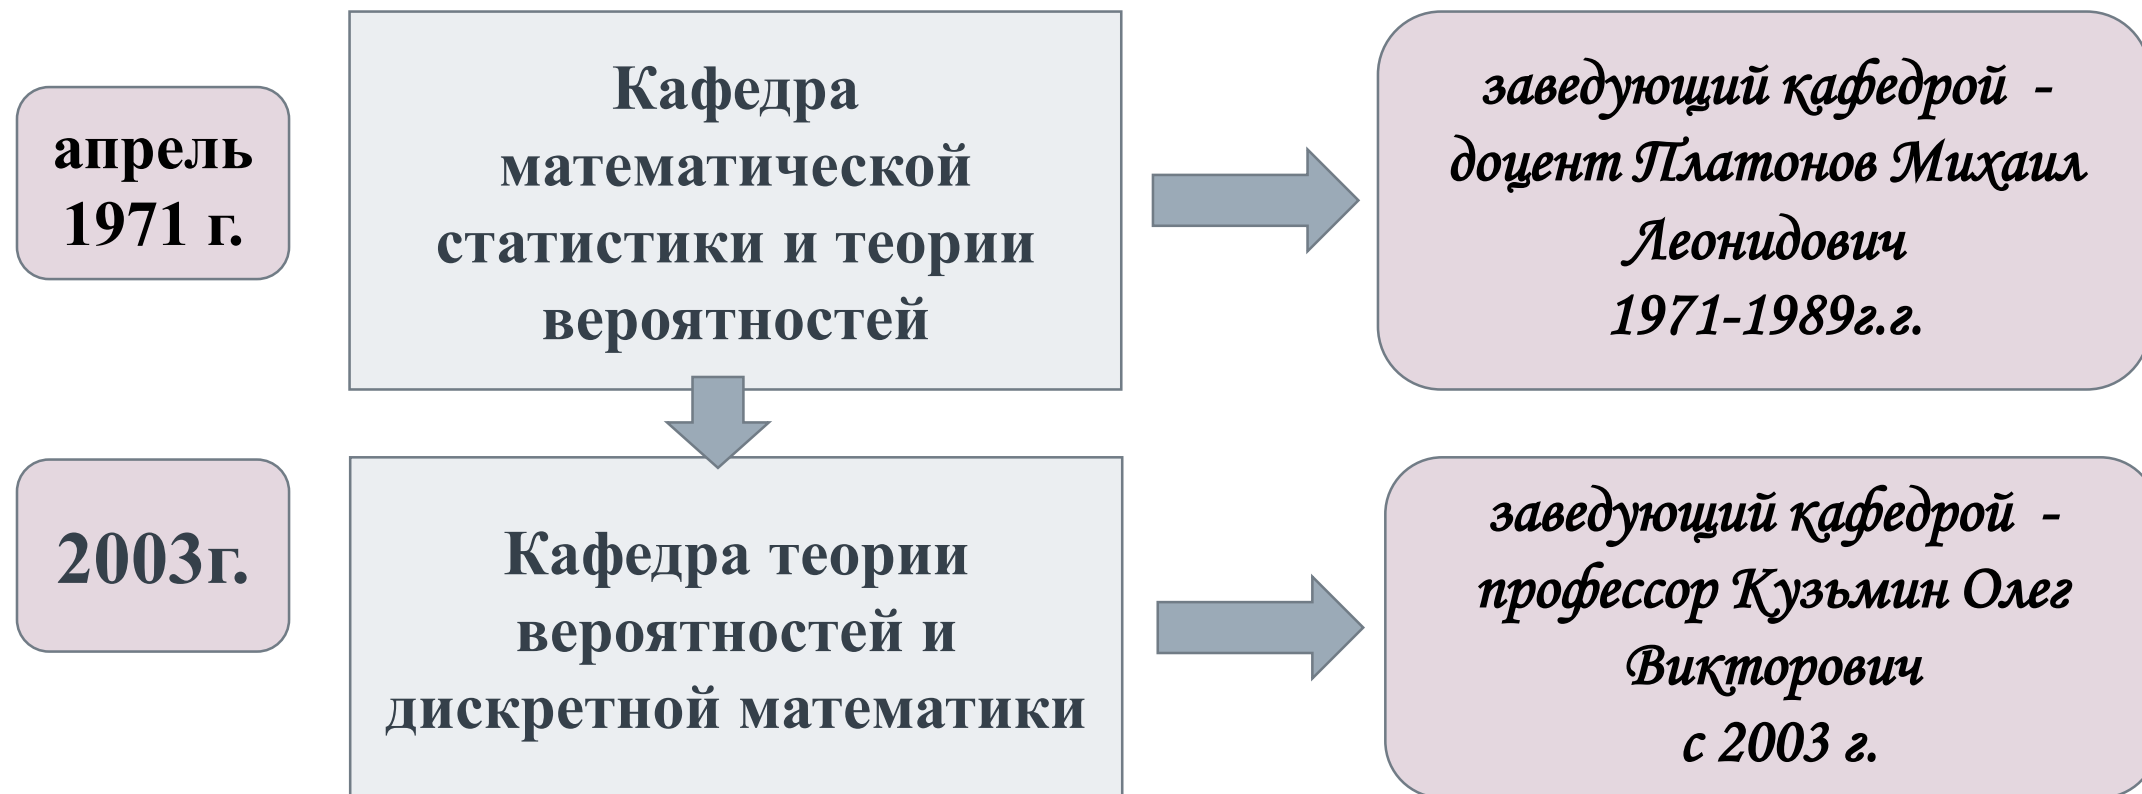 апрель
1971 г.
Кафедра
математической
статистики и теории
вероятностей
заведующий кафедрой -
доцент Платонов Михаил
Леонидович
1971-1989г.г.
2003г.
Кафедра теории
вероятностей и
дискретной математики
заведующий кафедрой -
профессор Кузьмин Олег
Викторович
с 2003 г.